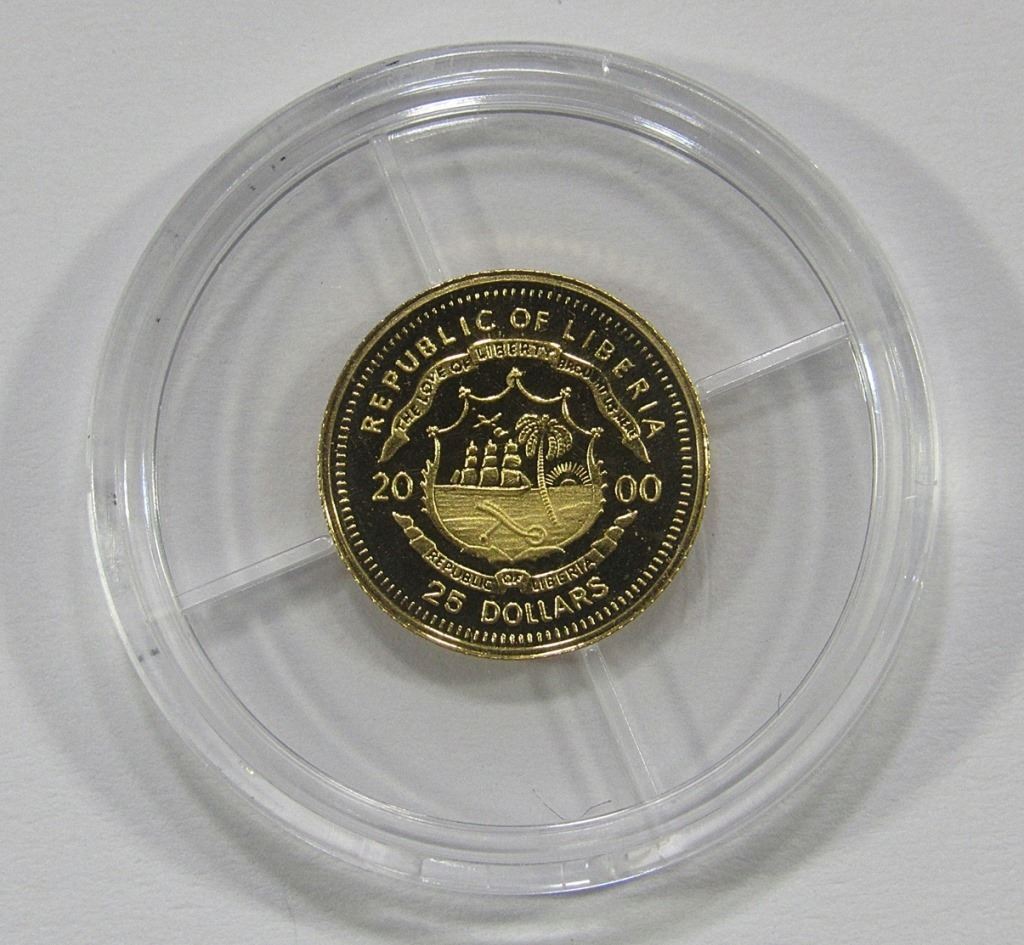 REPUBLIC OF LIBERIA
THE LOVE OF LIBERTY BROUGHT US HERE
20 00
REPUBLIC OF LIBERIA
25 DOLLARS